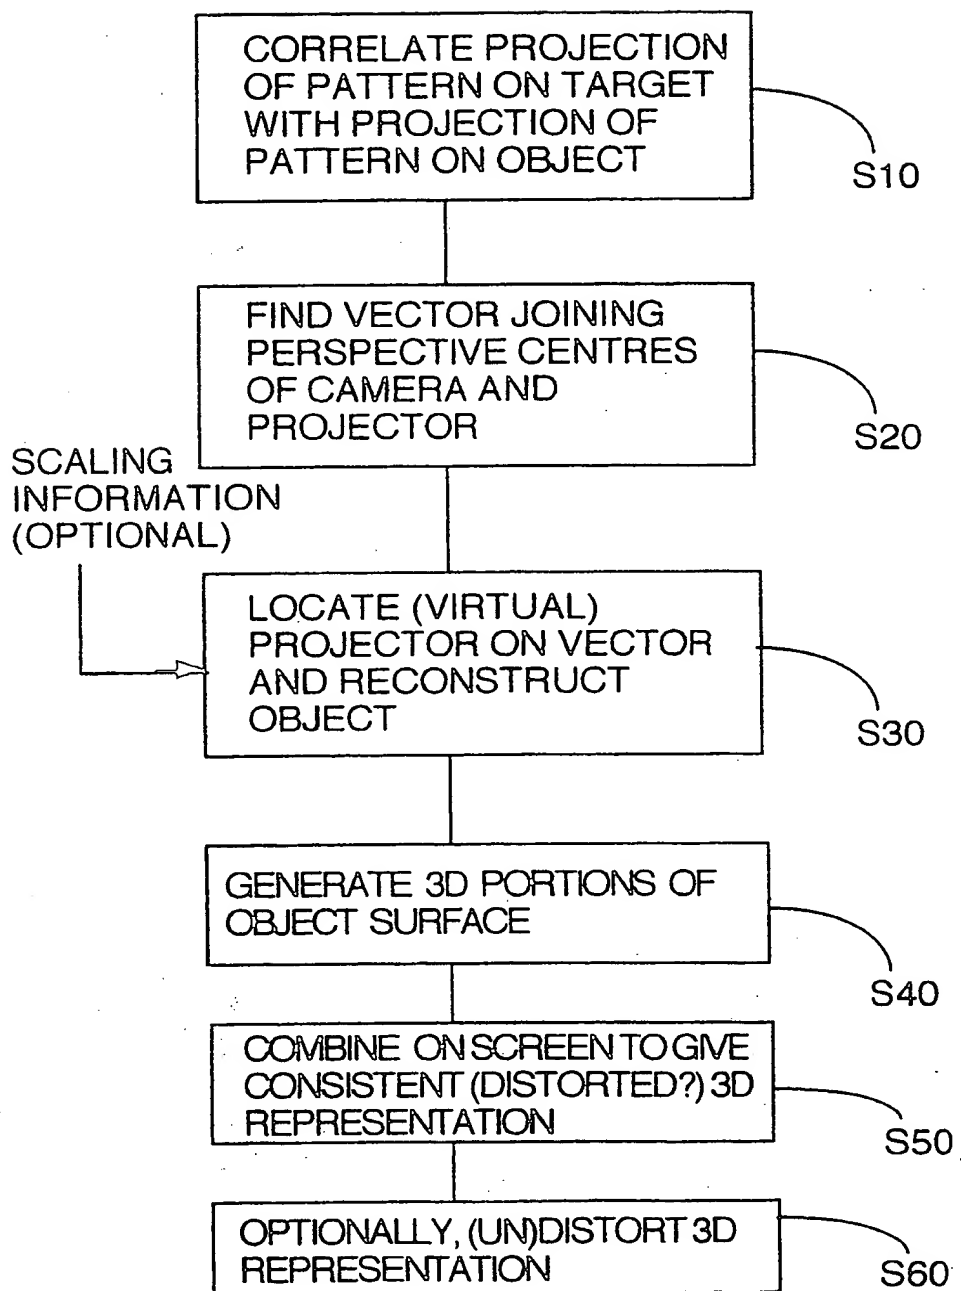 CORRELATE PROJECTION
OF PATTERN ON TARGET
WITH PROJECTION OF
PATTERN ON OBJECT
S10
FIND VECTOR JOINING
PERSPECTIVE CENTRES
OF CAMERA AND
PROJECTOR
S20
SCALING
INFORMATION
(OPTIONAL)
LOCATE (VIRTUAL)
PROJECTOR ON VECTOR
AND RECONSTRUCT
OBJECT
S30
GENERATE 3D PORTIONS OF
OBJECT SURFACE
S40
COMBINE ON SCREEN TO GIVE
CONSISTENT (DISTORTED?) 3D
REPRESENTATION
S50
OPTIONALLY, (UN)DISTORT 3D
REPRESENTATION
S60